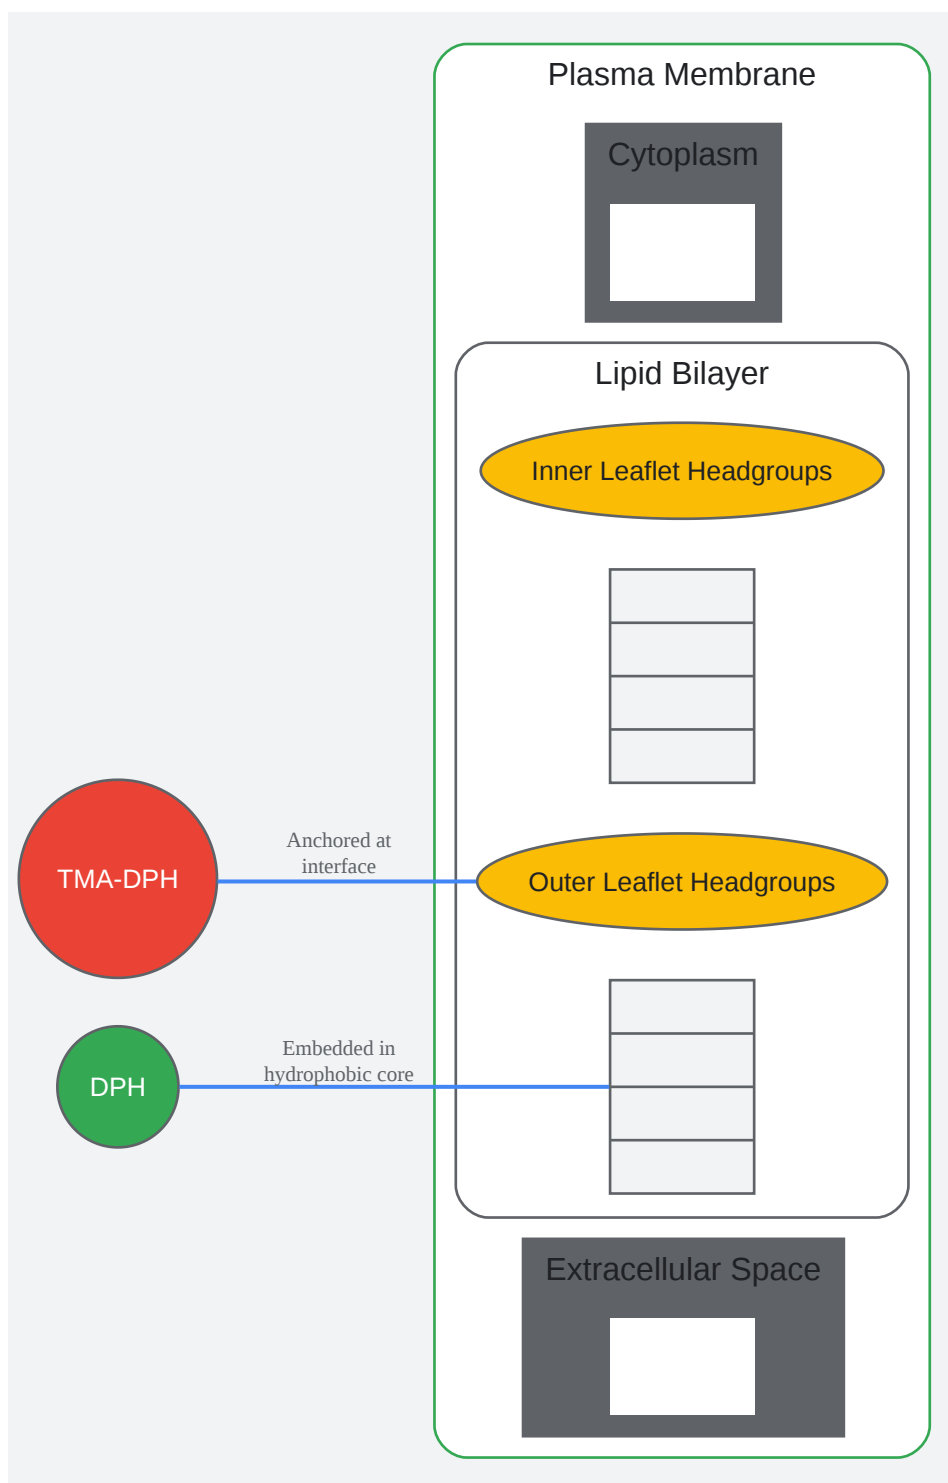 Plasma Membrane
Cytoplasm
Lipid Bilayer
Inner Leaflet Headgroups
Anchored at
interface
TMA-DPH
Outer Leaflet Headgroups
Embedded in
hydrophobic core
DPH
Extracellular Space